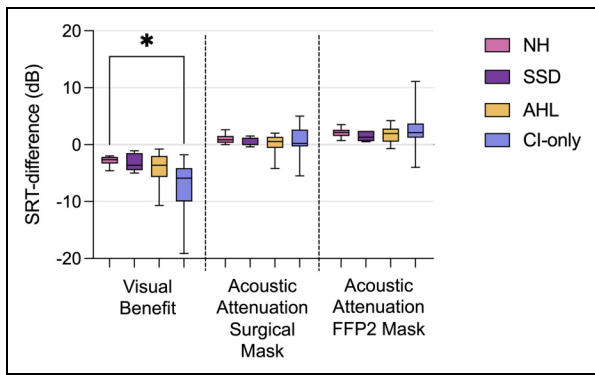 SRT-difference (dB)
20
10
0
-10
-20
*
NH
SSD
AHL
CI-only
Visual
Benefit
Acoustic
Attenuation
Surgical
Mask
Acoustic
Attenuation
FFP2 Mask